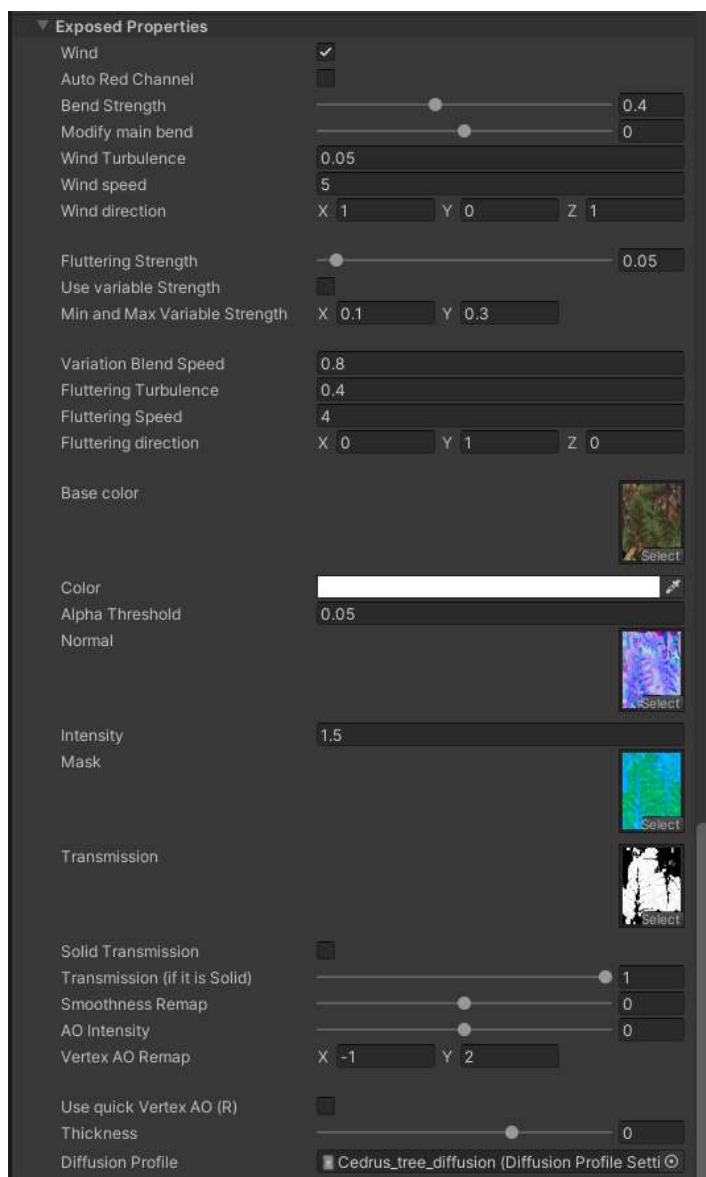 Exposed Properties
Wind
Auto Red Channel
Bend Strength 0.4
Modify main bend 0
Wind Turbulence 0.05
Wind speed 5
Wind direction X 1 Y 0 Z 1
Fluttering Strength 0.05
Use variable Strength
Min and Max Variable Strength X 0.1 Y 0.3
Variation Blend Speed 0.8
Fluttering Turbulence 0.4
Fluttering Speed 4
Fluttering direction X 0 Y 1 Z 0
Base color
Select
Color
Alpha Threshold 0.05
Normal
Select
Intensity 1.5
Mask
Select
Transmission
Select
Solid Transmission
Transmission (if it is Solid) 1
Smoothness Remap 0
AO Intensity 0
Vertex AO Remap X -1 Y 2
Use quick Vertex AO (R)
Thickness 0
Diffusion Profile Cedrus_tree_diffusion (Diffusion Profile Setti